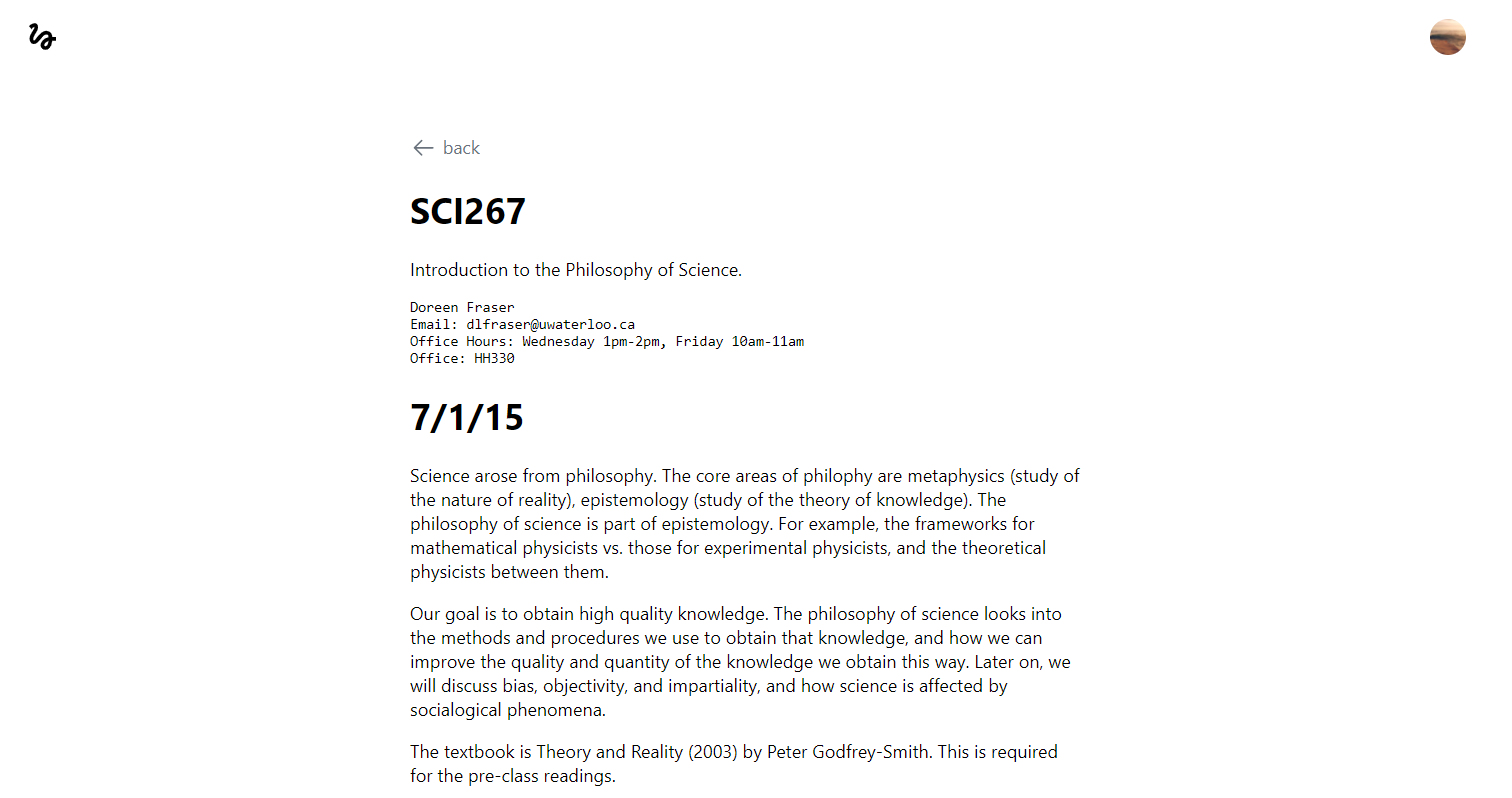 back
SCI267
Introduction to the Philosophy of Science.
Doreen Fraser
Email: dlfraser@uwaterloo.ca
Office Hours: Wednesday 1pm-2pm, Friday 10am-11am
Office: HH330
7/1/15
Science arose from philosophy. The core areas of philophy are metaphysics (study of
the nature of reality), epistemology (study of the theory of knowledge). The
philosophy of science is part of epistemology. For example, the frameworks for
mathematical physicists vs. those for experimental physicists, and the theoretical
physicists between them.
Our goal is to obtain high quality knowledge. The philosophy of science looks into
the methods and procedures we use to obtain that knowledge, and how we can
improve the quality and quantity of the knowledge we obtain this way. Later on, we
will discuss bias, objectivity, and impartiality, and how science is affected by
socialogical phenomena.
The textbook is Theory and Reality (2003) by Peter Godfrey-Smith. This is required
for the pre-class readings.